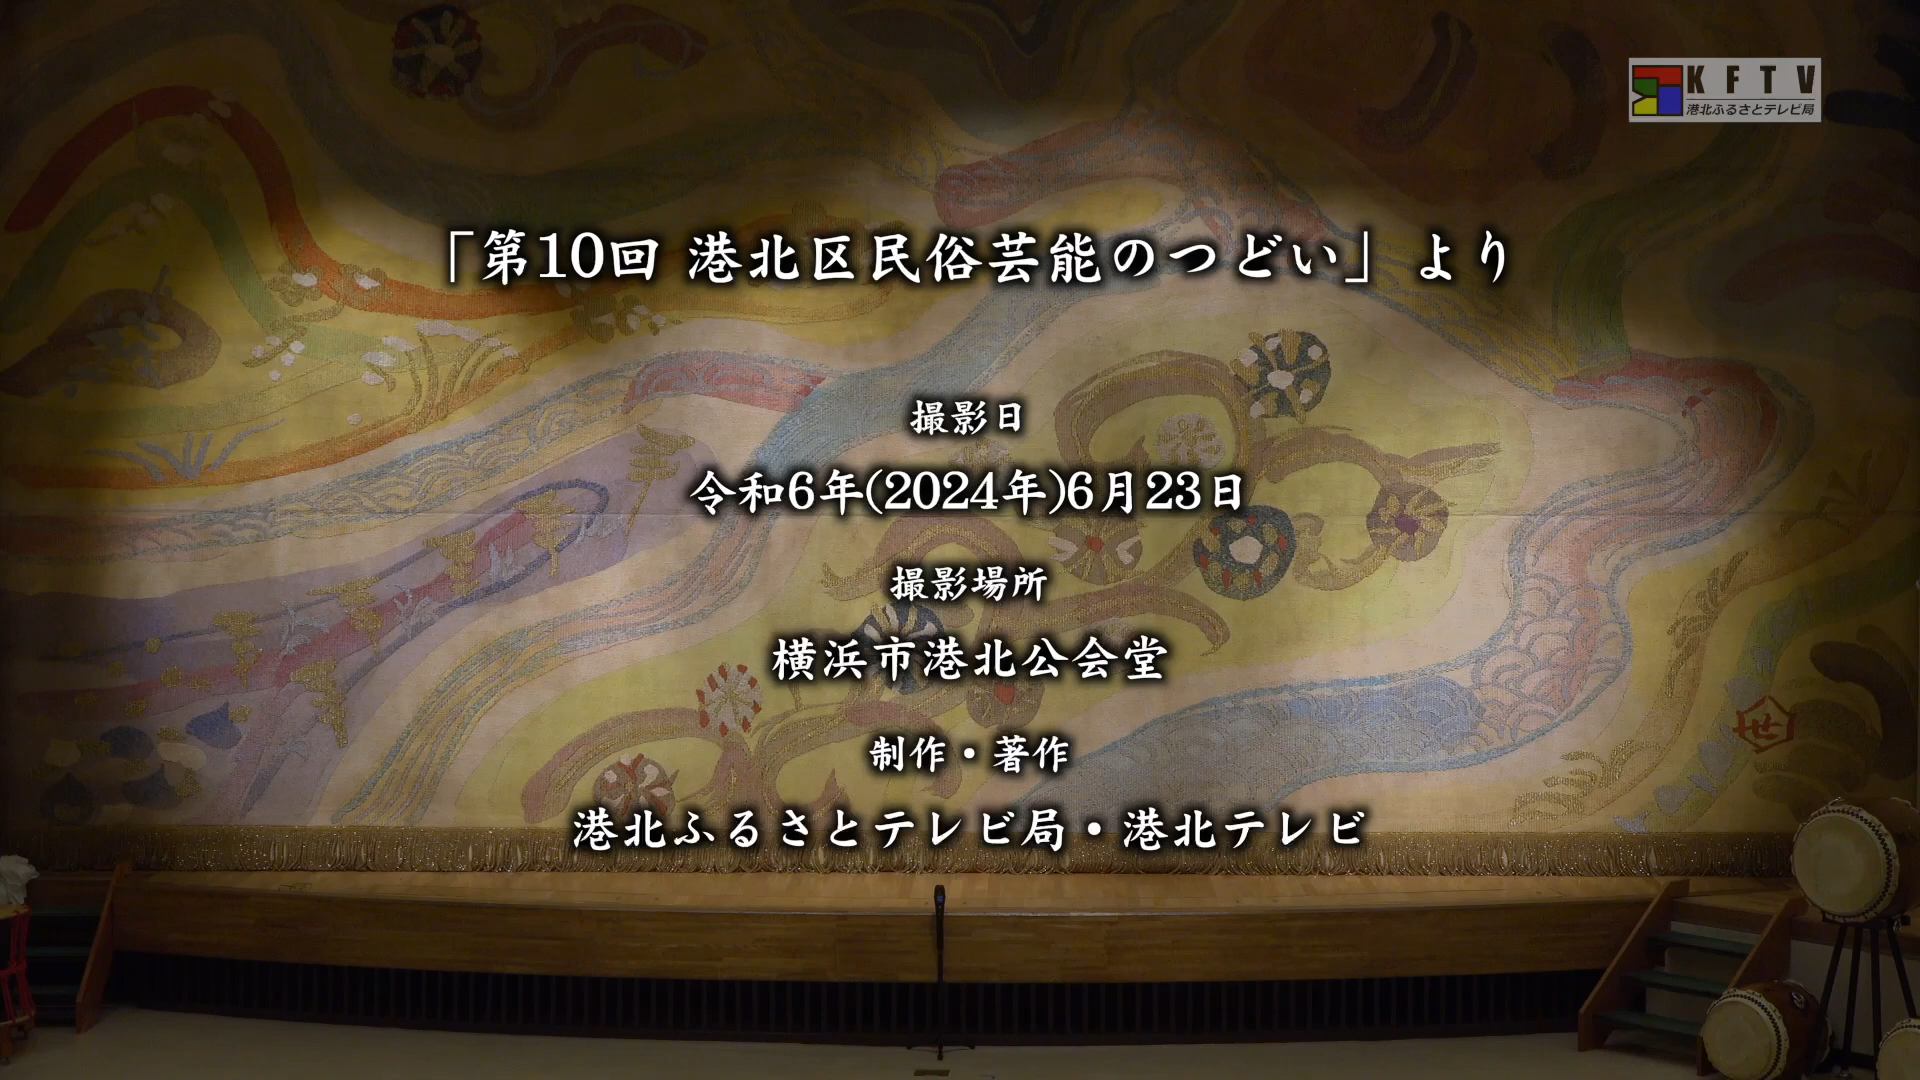 KFTV
港北ふるさとテレビ局
「第10回 港北区民俗芸能のつどい」より
撮影日
令和6年(2024年)6月23日
撮影場所
横浜市港北公会堂
制作・著作
港北ふるさとテレビ局・港北テレビ